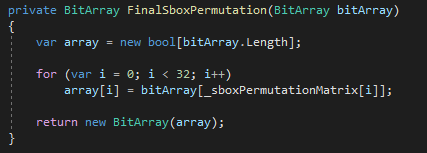 private BitArray FinalSboxPermutation(BitArray bitArray)
{
    var array = new bool[bitArray.Length];
    for (var i = 0; i < 32; i++)
        array[i] = bitArray[_sboxPermutationMatrix[i]];
    return new BitArray(array);
}